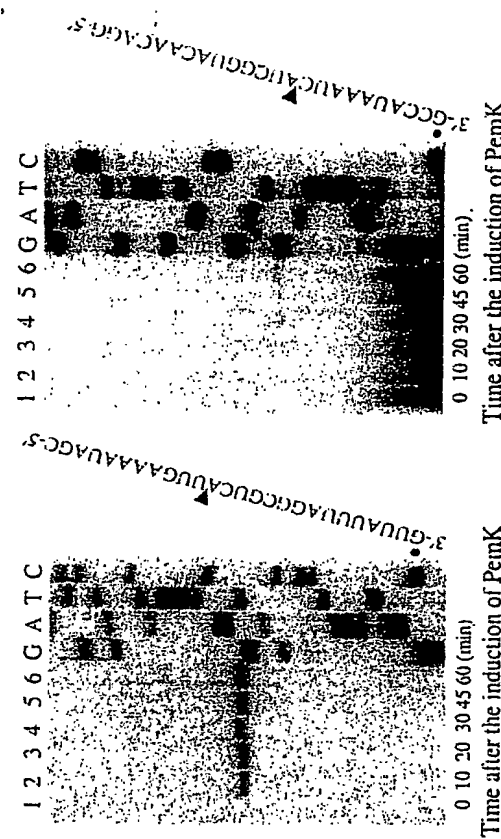 1 2 3 4 5 6 G A T C
3'-GCCAUAAAUCAUCGGUACAACAGG-5'
0 10 20 30 45 60 (min)
Time after the induction of PemK
1 2 3 4 5 6 G A T C
3'-GUUAUUUAGGCGUCAUUGAAAAUAGC-5'
0 10 20 30 45 60 (min)
Time after the induction of PemK